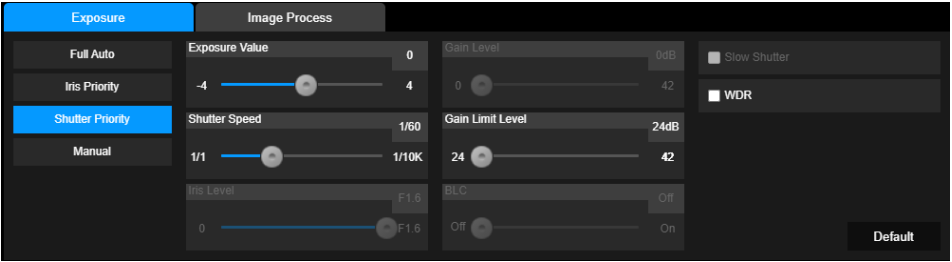 Exposure
Image Process
Full Auto
Iris Priority
Shutter Priority
Manual
Exposure Value 0
-4 4
Shutter Speed 1/60
1/1 1/10K
Iris Level F1.6
0 F1.6
Gain Level 0dB
0 42
Gain Limit Level 24dB
24 42
BLC Off
Off On
Slow Shutter
WDR
Default